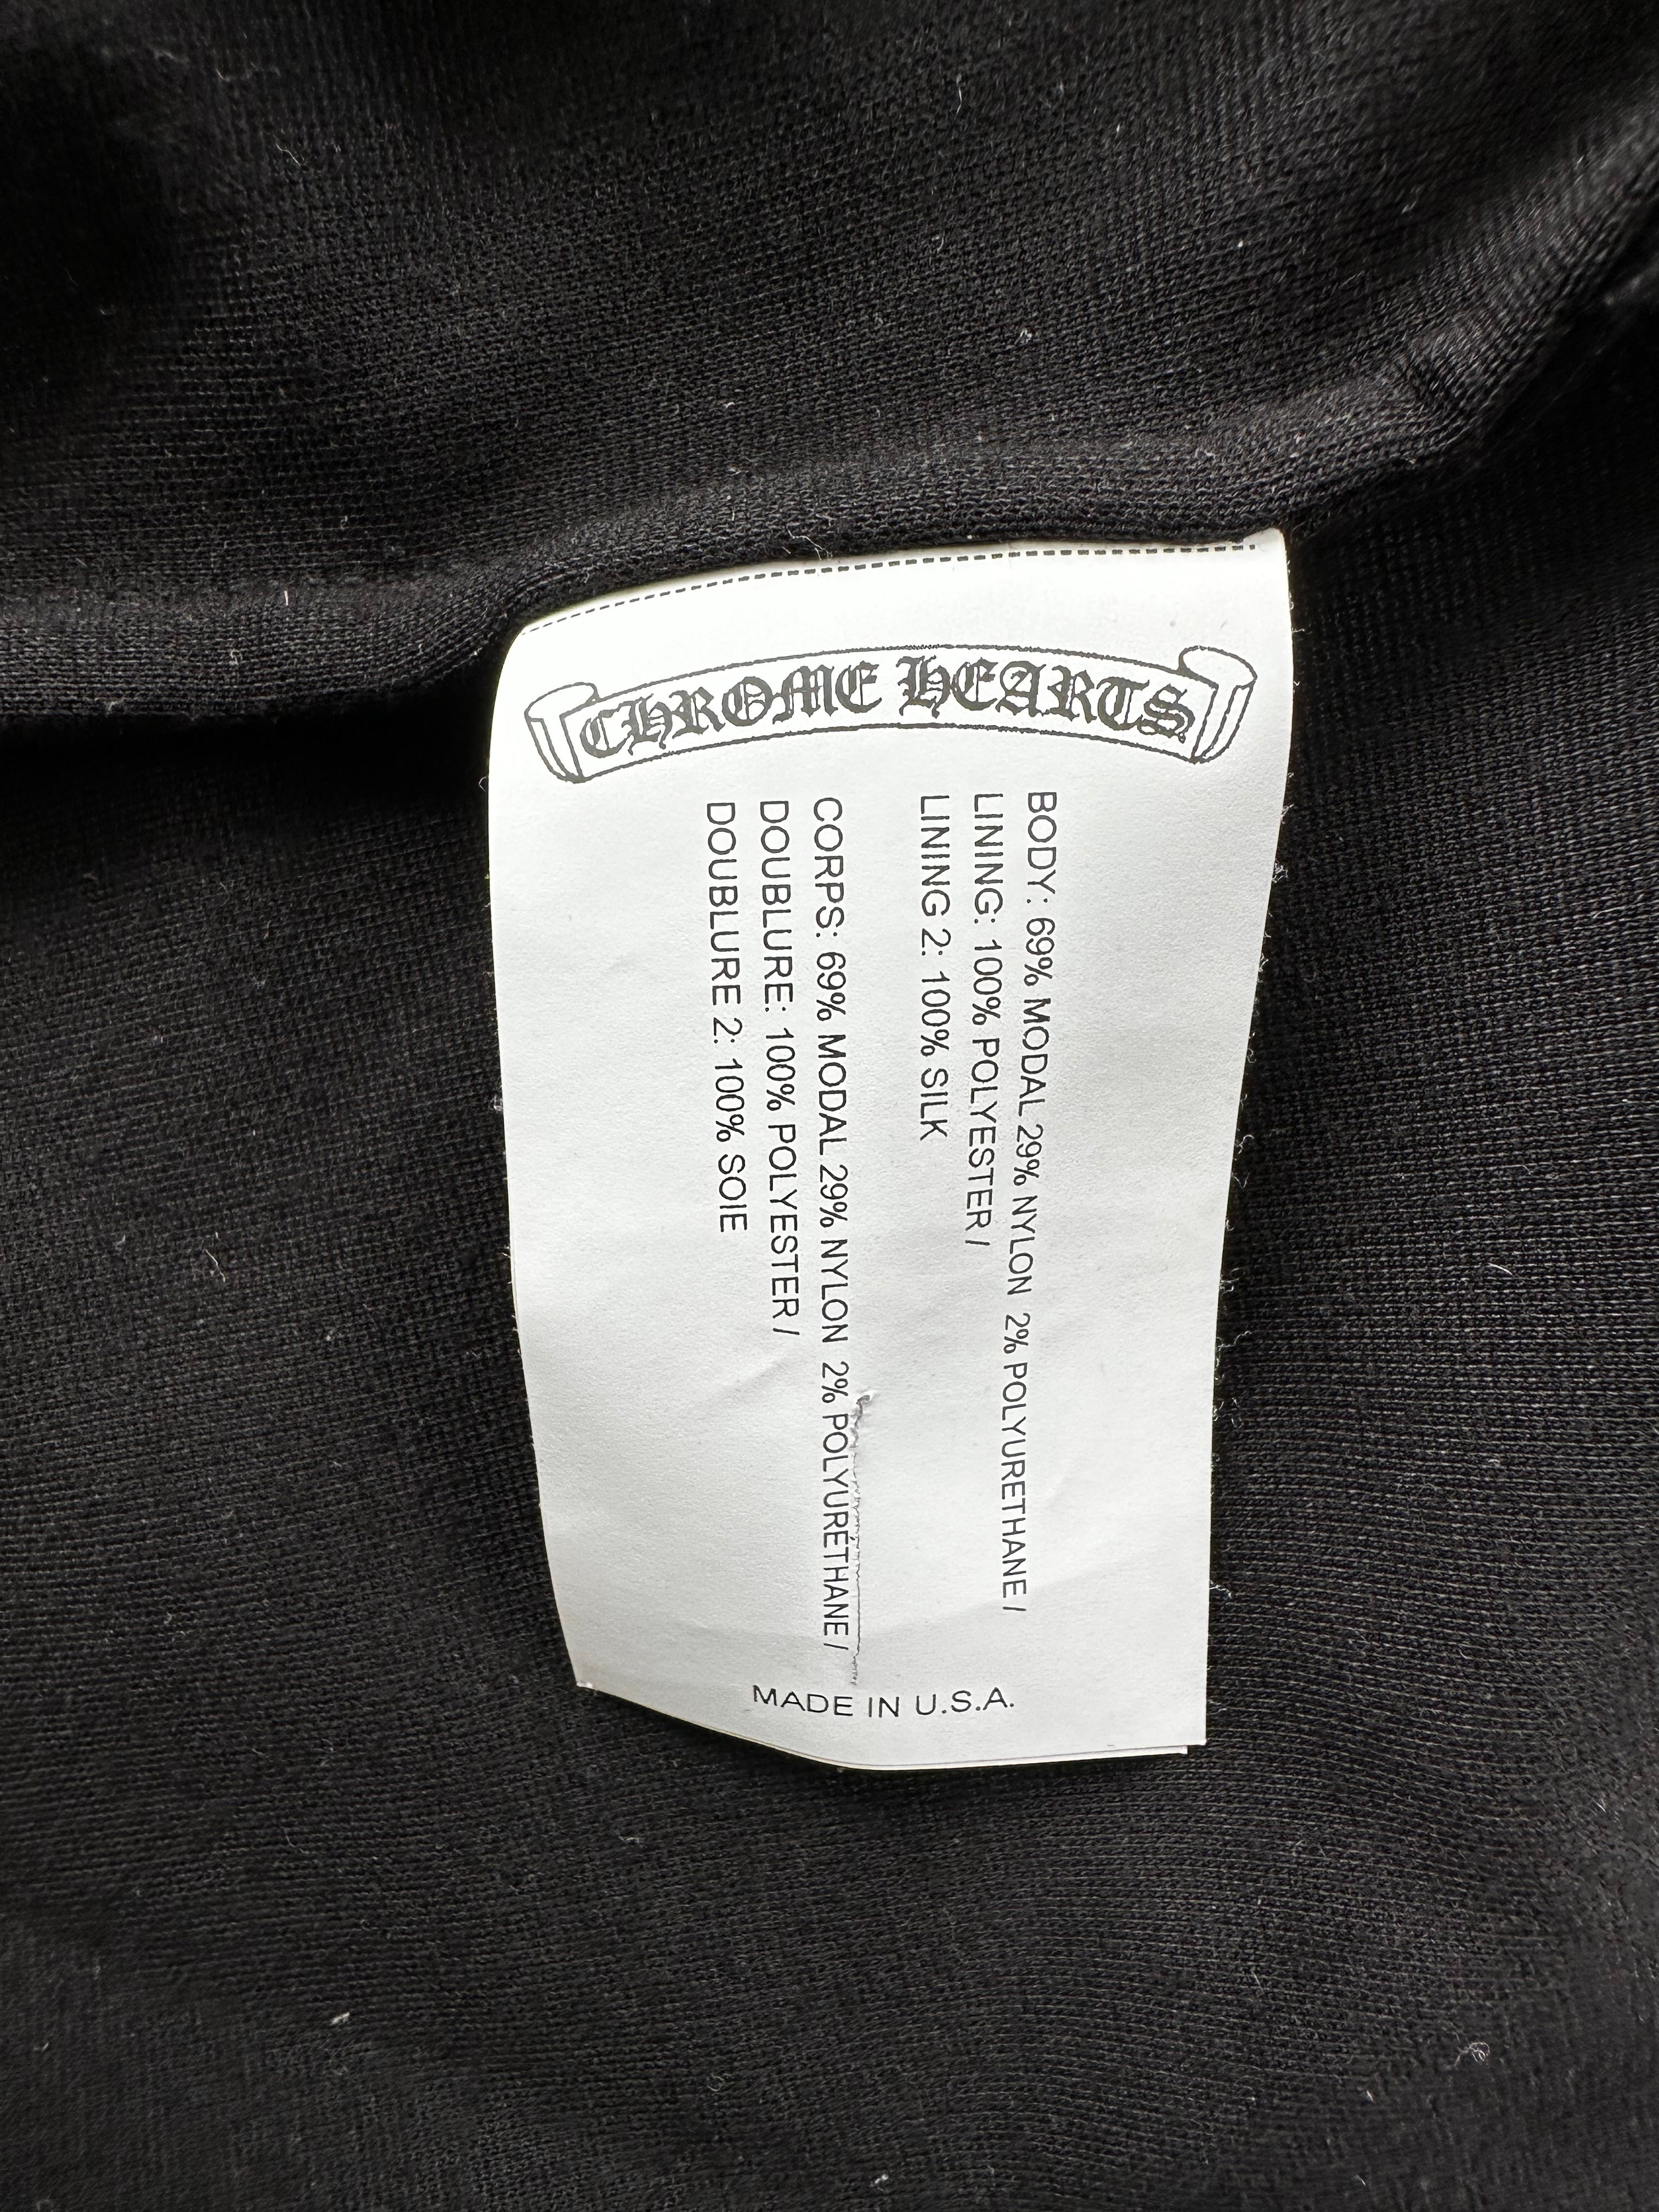 CHROME HEARTS
BODY: 69% MODAL 29% NYLON 2% POLYURETHANE /
LINING: 100% POLYESTER /
LINING 2: 100% SILK
CORPS: 69% MODAL 29% NYLON 2% POLYURÉTHANE /
DOUBLURE: 100% POLYESTER /
DOUBLURE 2: 100% SOIE
MADE IN U.S.A.